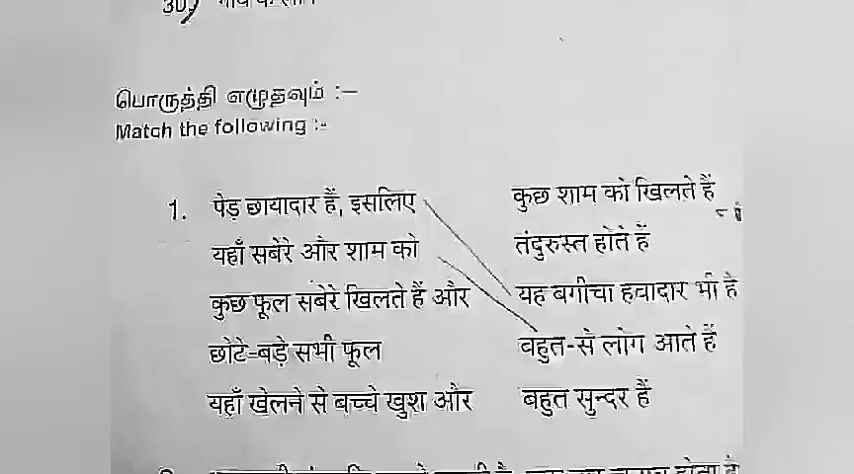 30)
பொருத்தி எழுதவும் :-
Match the following :-
1. पेड़ छायादार हैं, इसलिए कुछ शाम को खिलते हैं
यहाँ सबेरे और शाम को तंदुरुस्त होते हैं
कुछ फूल सबेरे खिलते हैं और यह बगीचा हवादार भी है
छोटे-बड़े सभी फूल बहुत-से लोग आते हैं
यहाँ खेलने से बच्चे खुश और बहुत सुन्दर हैं